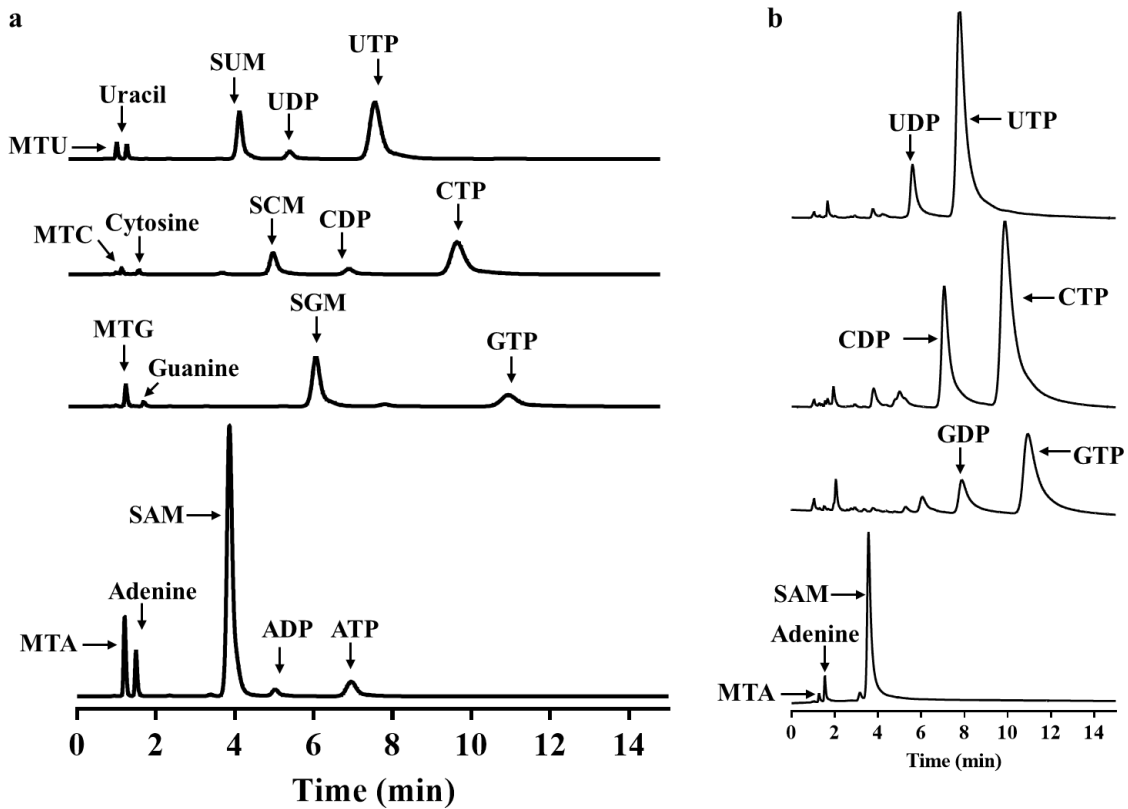 a
SUM
UTP
Uracil
UDP
MTU
SCM
CDP
CTP
MTC
Cytosine
SGM
MTG
Guanine
GTP
SAM
Adenine
MTA
ADP
ATP
0 2 4 6 8 10 12 14
Time (min)
b
UDP
UTP
CDP
CTP
GDP
GTP
SAM
Adenine
MTA
0 2 4 6 8 10 12 14
Time (min)